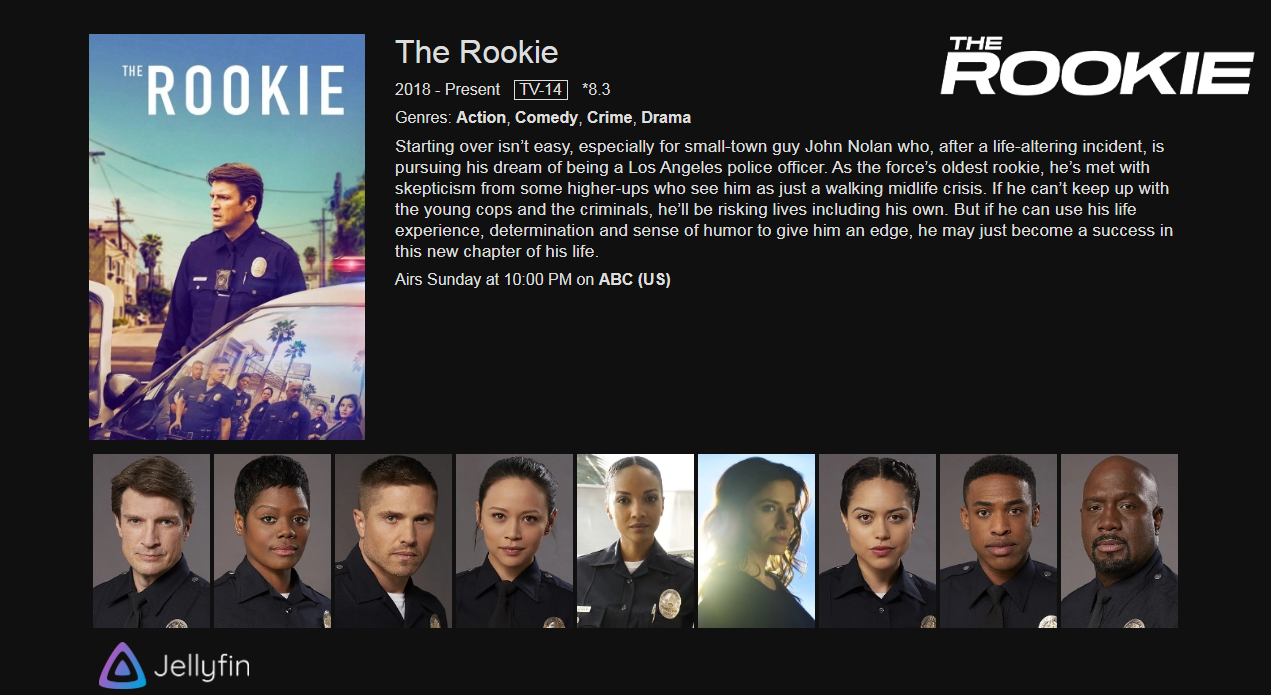 THE
ROOKIE
The Rookie
2018 - Present TV-14 *8.3
Genres: Action, Comedy, Crime, Drama
Starting over isn’t easy, especially for small-town guy John Nolan who, after a life-altering incident, is
pursuing his dream of being a Los Angeles police officer. As the force’s oldest rookie, he’s met with
skepticism from some higher-ups who see him as just a walking midlife crisis. If he can’t keep up with
the young cops and the criminals, he’ll be risking lives including his own. But if he can use his life
experience, determination and sense of humor to give him an edge, he may just become a success in
this new chapter of his life.
Airs Sunday at 10:00 PM on ABC (US)
THE
ROOKIE
Jellyfin